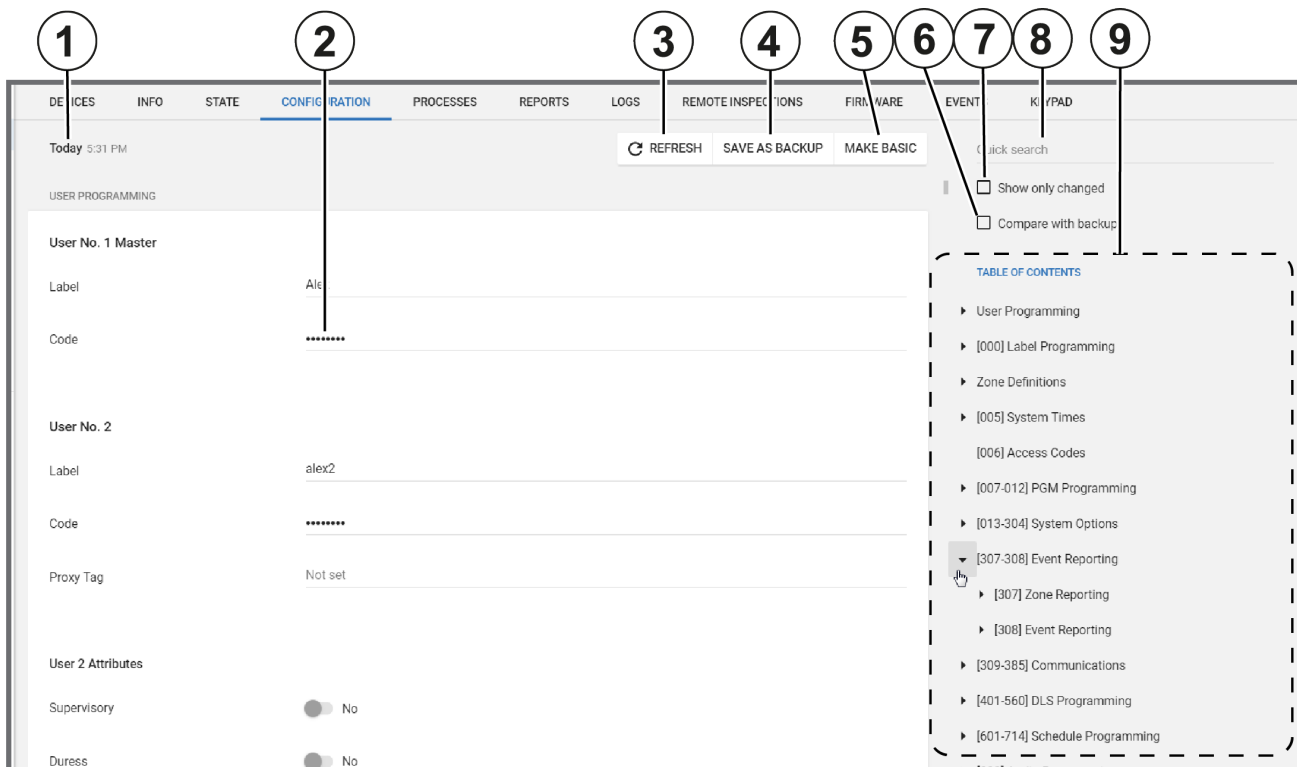 1 2 3 4 5 6 7 8 9
DEVICES INFO STATE CONFIGURATION PROCESSES REPORTS LOGS REMOTE INSPECTIONS FIRMWARE EVENTS KEYPAD
Today 5:31 PM
REFRESH SAVE AS BACKUP MAKE BASIC
Quick search
USER PROGRAMMING
Show only changed
Compare with backup
User No. 1 Master
Label Alex
Code ••••••••
User No. 2
Label alex2
Code ••••••••
Proxy Tag Not set
User 2 Attributes
Supervisory No
Duress No
TABLE OF CONTENTS
User Programming
[000] Label Programming
Zone Definitions
[005] System Times
[006] Access Codes
[007-012] PGM Programming
[013-304] System Options
[307-308] Event Reporting
[307] Zone Reporting
[308] Event Reporting
[309-385] Communications
[401-560] DLS Programming
[601-714] Schedule Programming